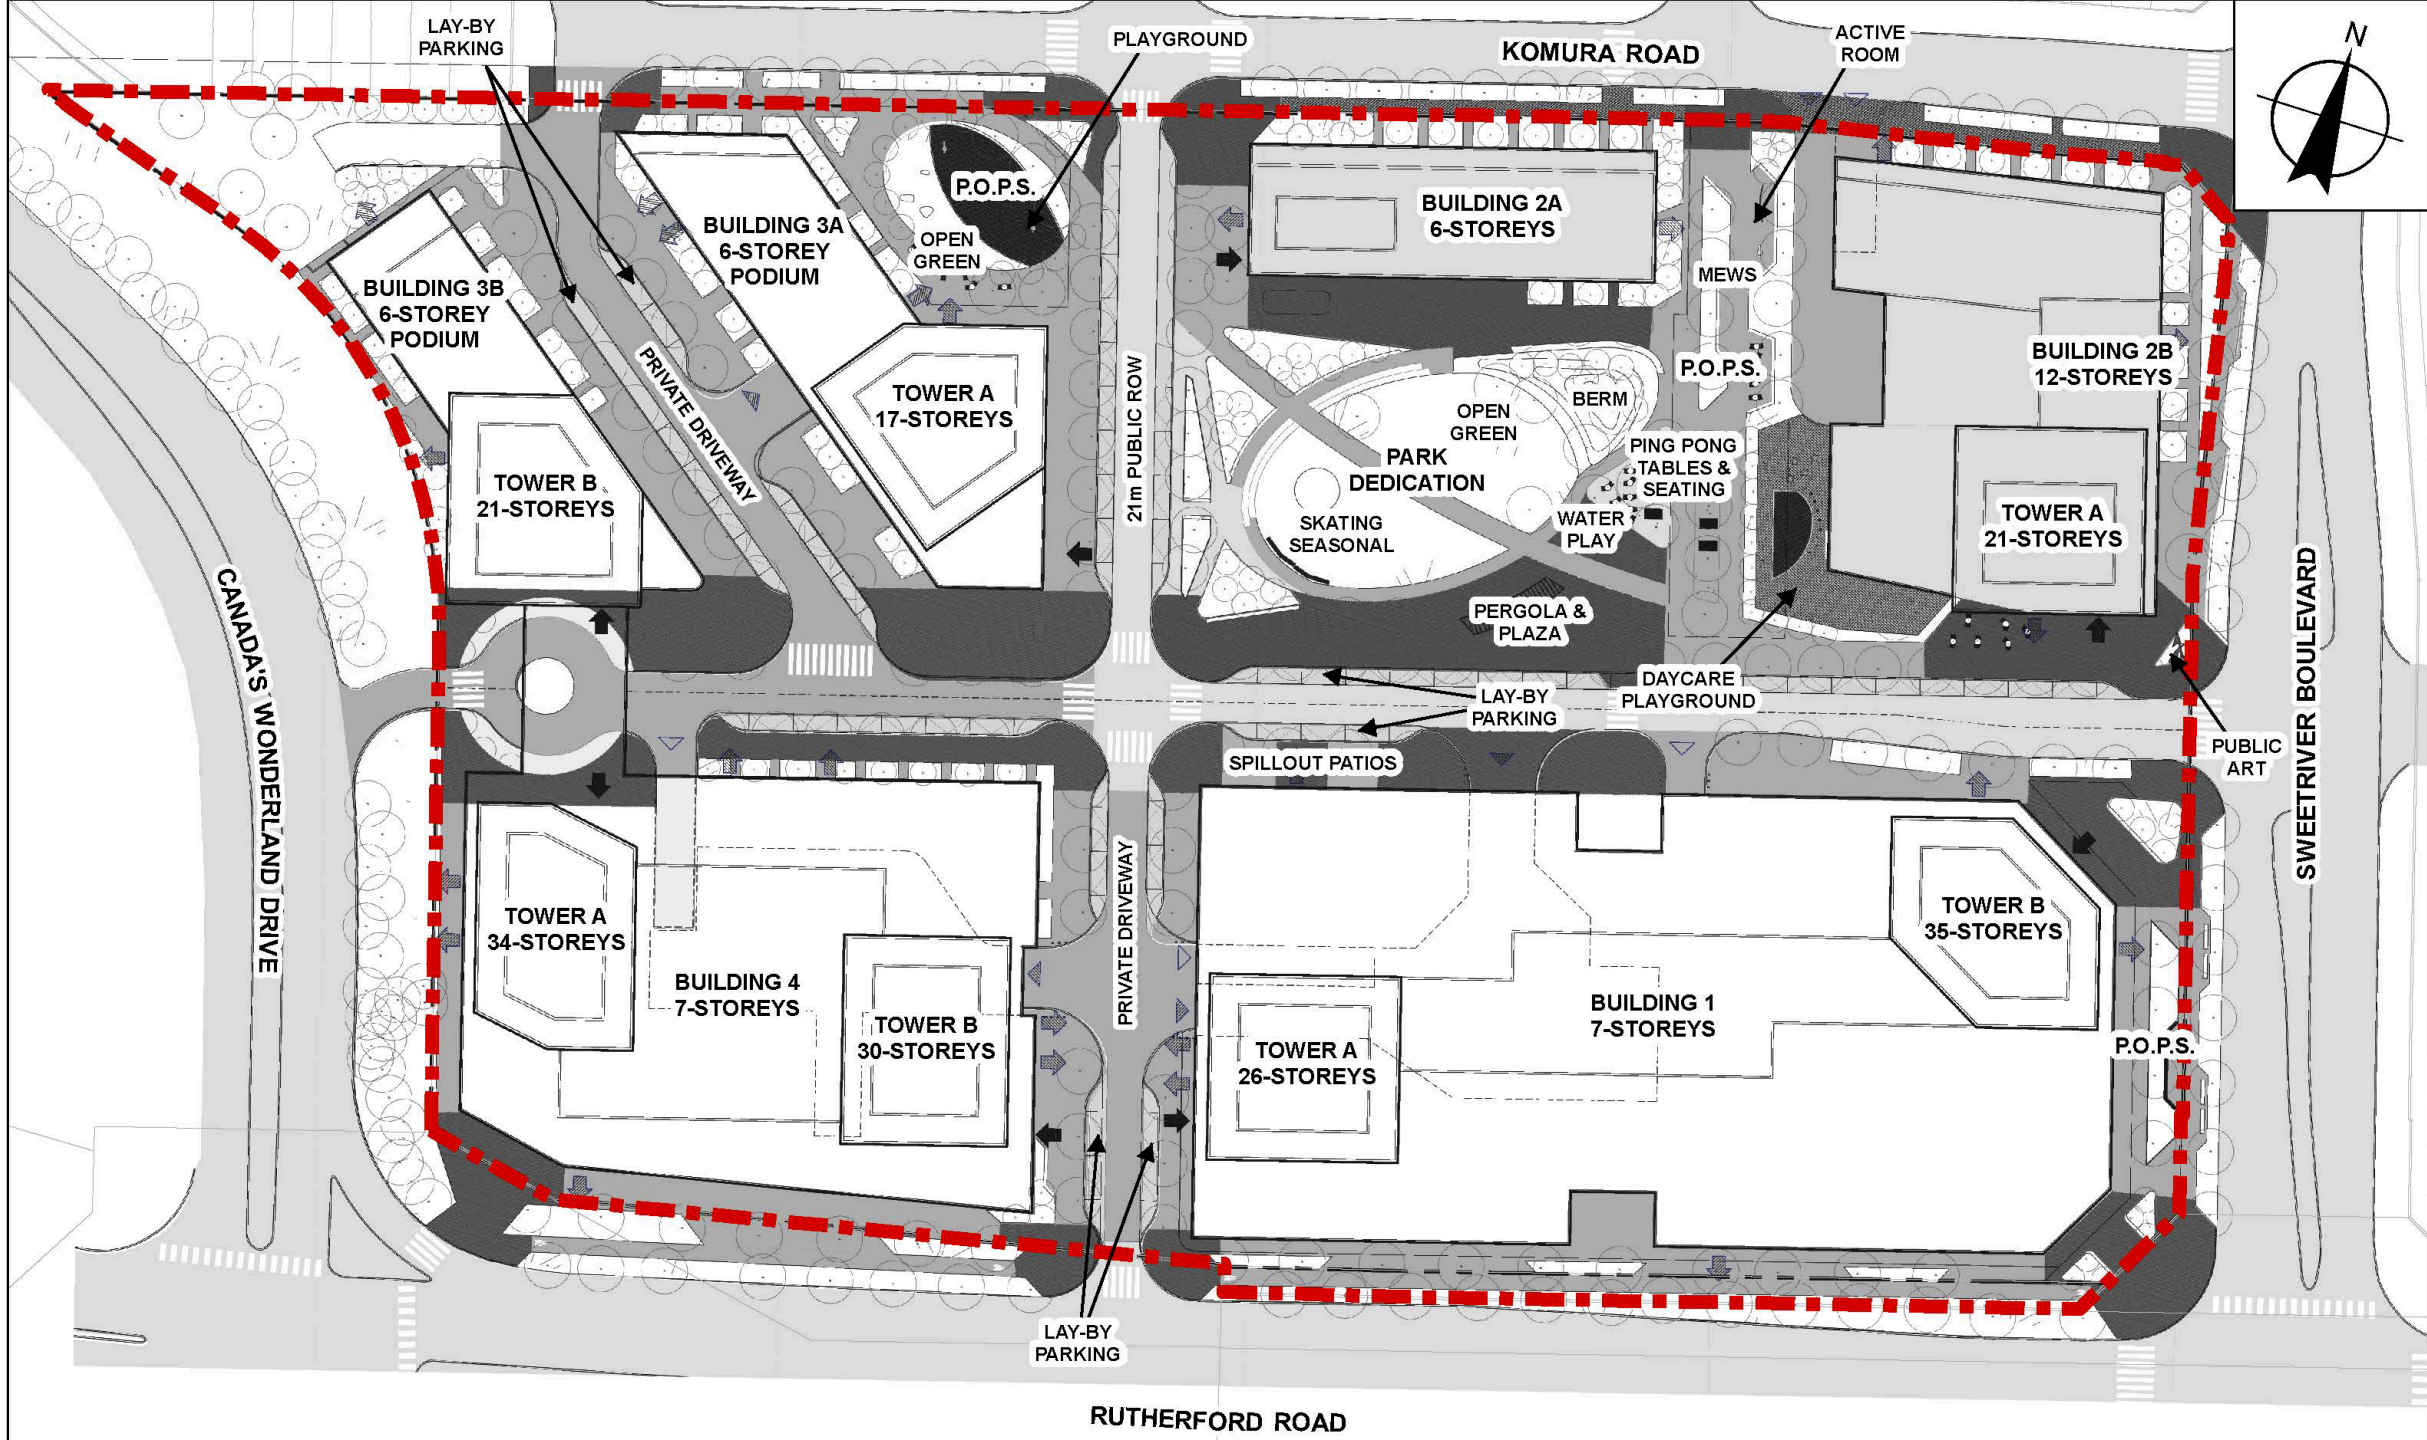 LAY-BY
PARKING
PLAYGROUND
KOMURA ROAD
ACTIVE
ROOM
N
P.O.P.S.
OPEN
GREEN
BUILDING 3A
6-STOREY
PODIUM
BUILDING 3B
6-STOREY
PODIUM
BUILDING 2A
6-STOREYS
MEWS
P.O.P.S.
BUILDING 2B
12-STOREYS
TOWER A
17-STOREYS
PRIVATE DRIVEWAY
21m PUBLIC ROW
OPEN
GREEN
BERM
PARK
DEDICATION
PING PONG
TABLES &
SEATING
TOWER B
21-STOREYS
SKATING
SEASONAL
WATER
PLAY
TOWER A
21-STOREYS
PERGOLA &
PLAZA
CANADA'S WONDERLAND DRIVE
DAYCARE
PLAYGROUND
LAY-BY
PARKING
SWEETRIVER BOULEVARD
PUBLIC
ART
SPILLOUT PATIOS
PRIVATE DRIVEWAY
TOWER A
34-STOREYS
BUILDING 4
7-STOREYS
TOWER B
30-STOREYS
TOWER B
35-STOREYS
BUILDING 1
7-STOREYS
TOWER A
26-STOREYS
P.O.P.S.
LAY-BY
PARKING
RUTHERFORD ROAD